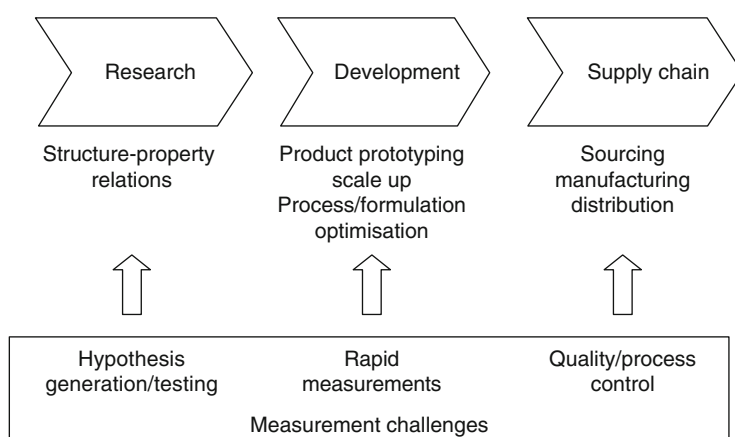 Research
Development
Supply chain
Structure-property
relations
Product prototyping
scale up
Process/formulation
optimisation
Sourcing
manufacturing
distribution
Hypothesis
generation/testing
Rapid
measurements
Quality/process
control
Measurement challenges